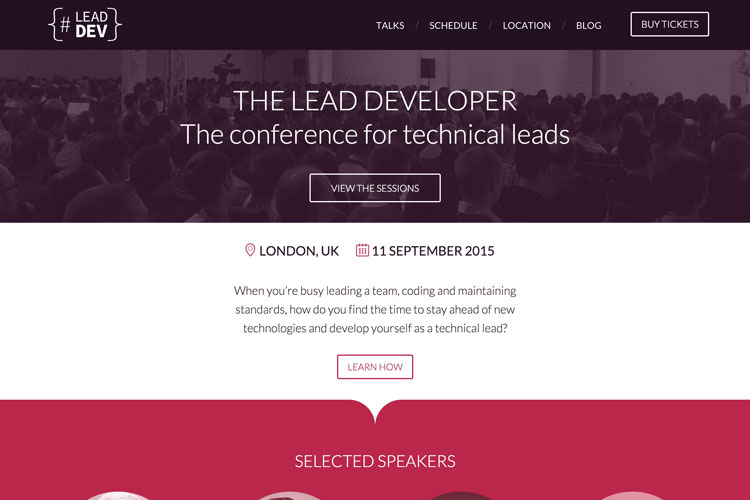 {# LEAD
DEV}
TALKS / SCHEDULE / LOCATION / BLOG BUY TICKETS
THE LEAD DEVELOPER
The conference for technical leads
VIEW THE SESSIONS
LONDON, UK 11 SEPTEMBER 2015
When you're busy leading a team, coding and maintaining
standards, how do you find the time to stay ahead of new
technologies and develop yourself as a technical lead?
LEARN HOW
SELECTED SPEAKERS